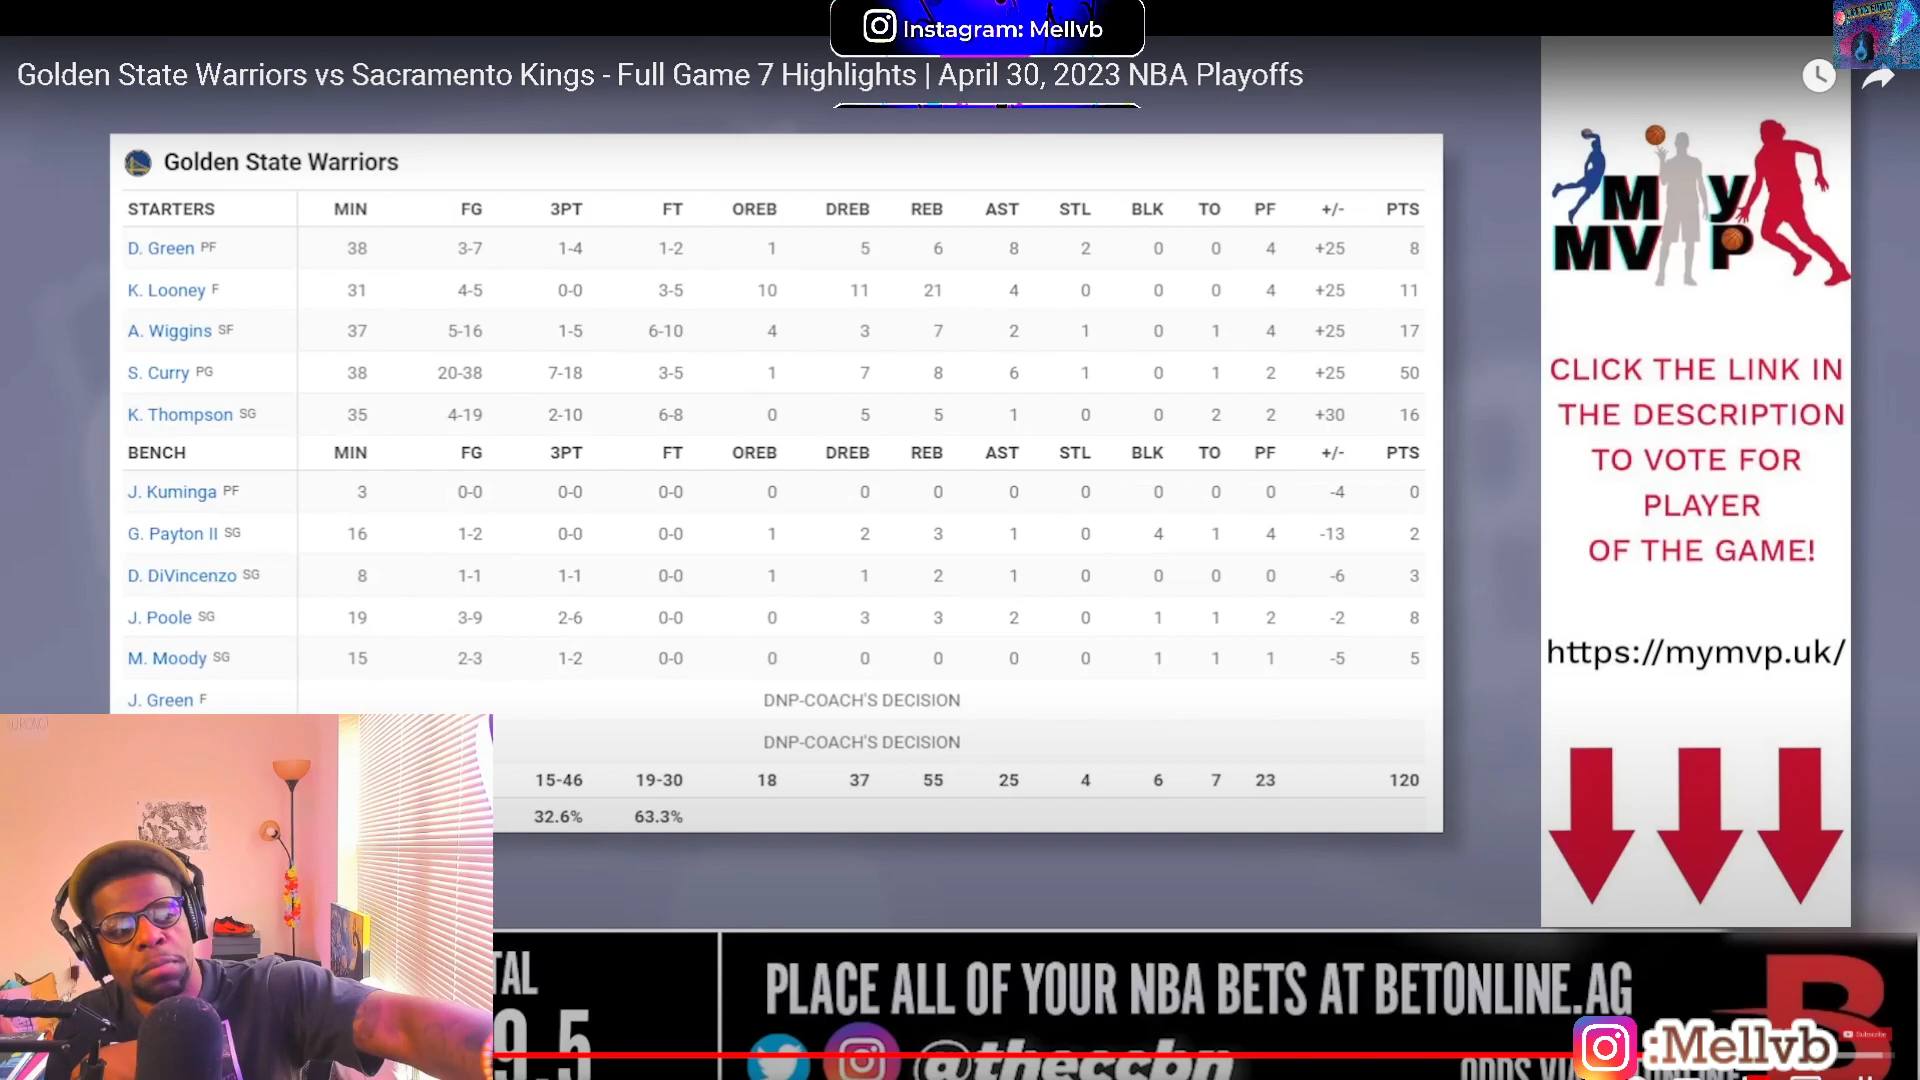 Instagram: Mellvb
Golden State Warriors vs Sacramento Kings - Full Game 7 Highlights | April 30, 2023 NBA Playoffs
Golden State Warriors
STARTERS MIN FG 3PT FT OREB DREB REB AST STL BLK TO PF +/- PTS
D. Green PF 38 3-7 1-4 1-2 1 5 6 8 2 0 0 4 +25 8
K. Looney F 31 4-5 0-0 3-5 10 11 21 4 0 0 0 4 +25 11
A. Wiggins SF 37 5-16 1-5 6-10 4 3 7 2 1 0 1 4 +25 17
S. Curry PG 38 20-38 7-18 3-5 1 7 8 6 1 0 1 2 +25 50
K. Thompson SG 35 4-19 2-10 6-8 0 5 5 1 0 0 2 2 +30 16
BENCH MIN FG 3PT FT OREB DREB REB AST STL BLK TO PF +/- PTS
J. Kuminga PF 3 0-0 0-0 0-0 0 0 0 0 0 0 0 0 -4 0
G. Payton II SG 16 1-2 0-0 0-0 1 2 3 1 0 4 1 4 -13 2
D. DiVincenzo SG 8 1-1 1-1 0-0 1 1 2 1 0 0 0 0 -6 3
J. Poole SG 19 3-9 2-6 0-0 0 3 3 2 0 1 1 2 -2 8
M. Moody SG 15 2-3 1-2 0-0 0 0 0 0 0 1 1 1 -5 5
J. Green F DNP-COACH'S DECISION
DNP-COACH'S DECISION
15-46 19-30 18 37 55 25 4 6 7 23 120
32.6% 63.3%
My
MVP
CLICK THE LINK IN
THE DESCRIPTION
TO VOTE FOR
PLAYER
OF THE GAME!
https://mymvp.uk/
TAL
9.5
PLACE ALL OF YOUR NBA BETS AT BETONLINE.AG
@theccbn
ODDS VIA
B
:Mellvb
Subscribe